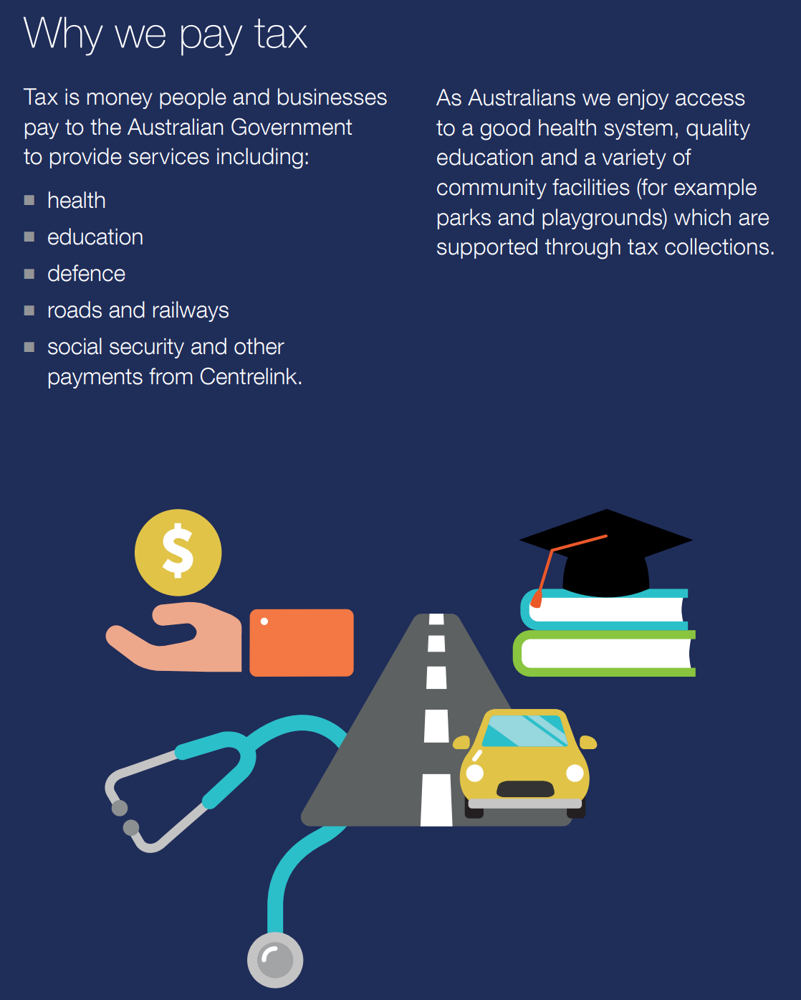 Why we pay tax
Tax is money people and businesses
pay to the Australian Government
to provide services including:
health
education
defence
roads and railways
social security and other
payments from Centrelink.
As Australians we enjoy access
to a good health system, quality
education and a variety of
community facilities (for example
parks and playgrounds) which are
supported through tax collections.
$